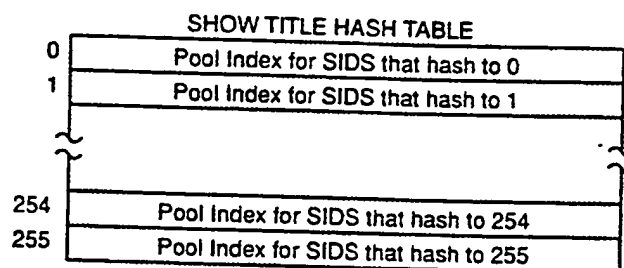 SHOW TITLE HASH TABLE
0 Pool Index for SIDS that hash to 0
1 Pool Index for SIDS that hash to 1
254 Pool Index for SIDS that hash to 254
255 Pool Index for SIDS that hash to 255